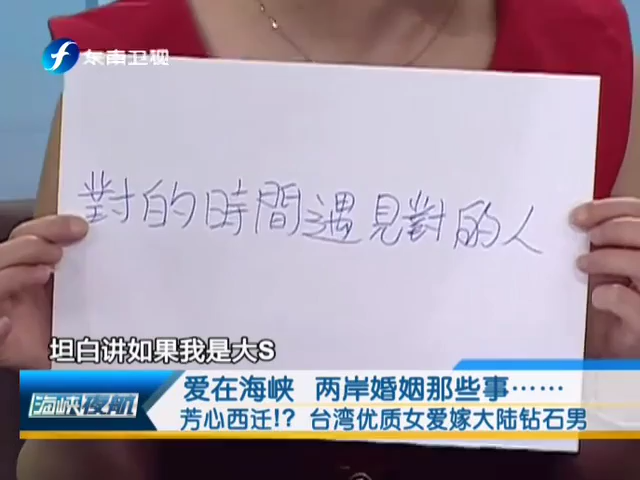 东南卫视
對的時間遇見對的人
坦白讲如果我是大S
海峡夜航
爱在海峡 两岸婚姻那些事……
芳心西迁!? 台湾优质女爱嫁大陆钻石男